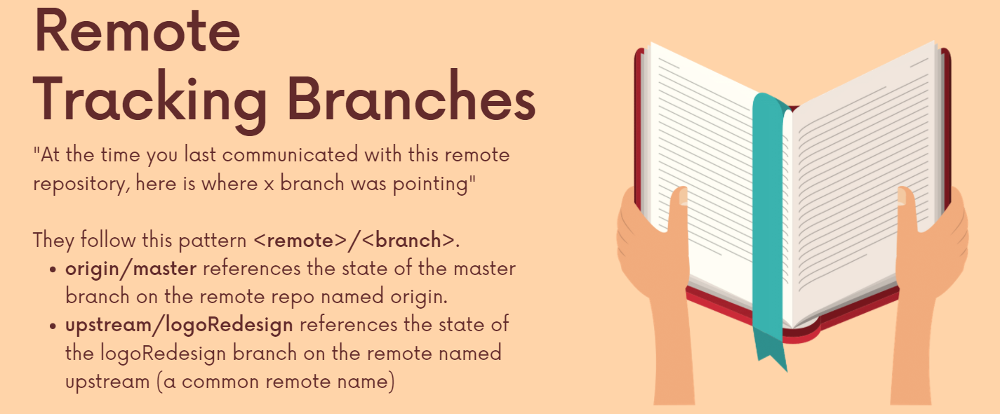 Remote
Tracking Branches
"At the time you last communicated with this remote
repository, here is where x branch was pointing"
They follow this pattern <remote>/<branch>.
• origin/master references the state of the master
branch on the remote repo named origin.
• upstream/logoRedesign references the state of
the logoRedesign branch on the remote named
upstream (a common remote name)